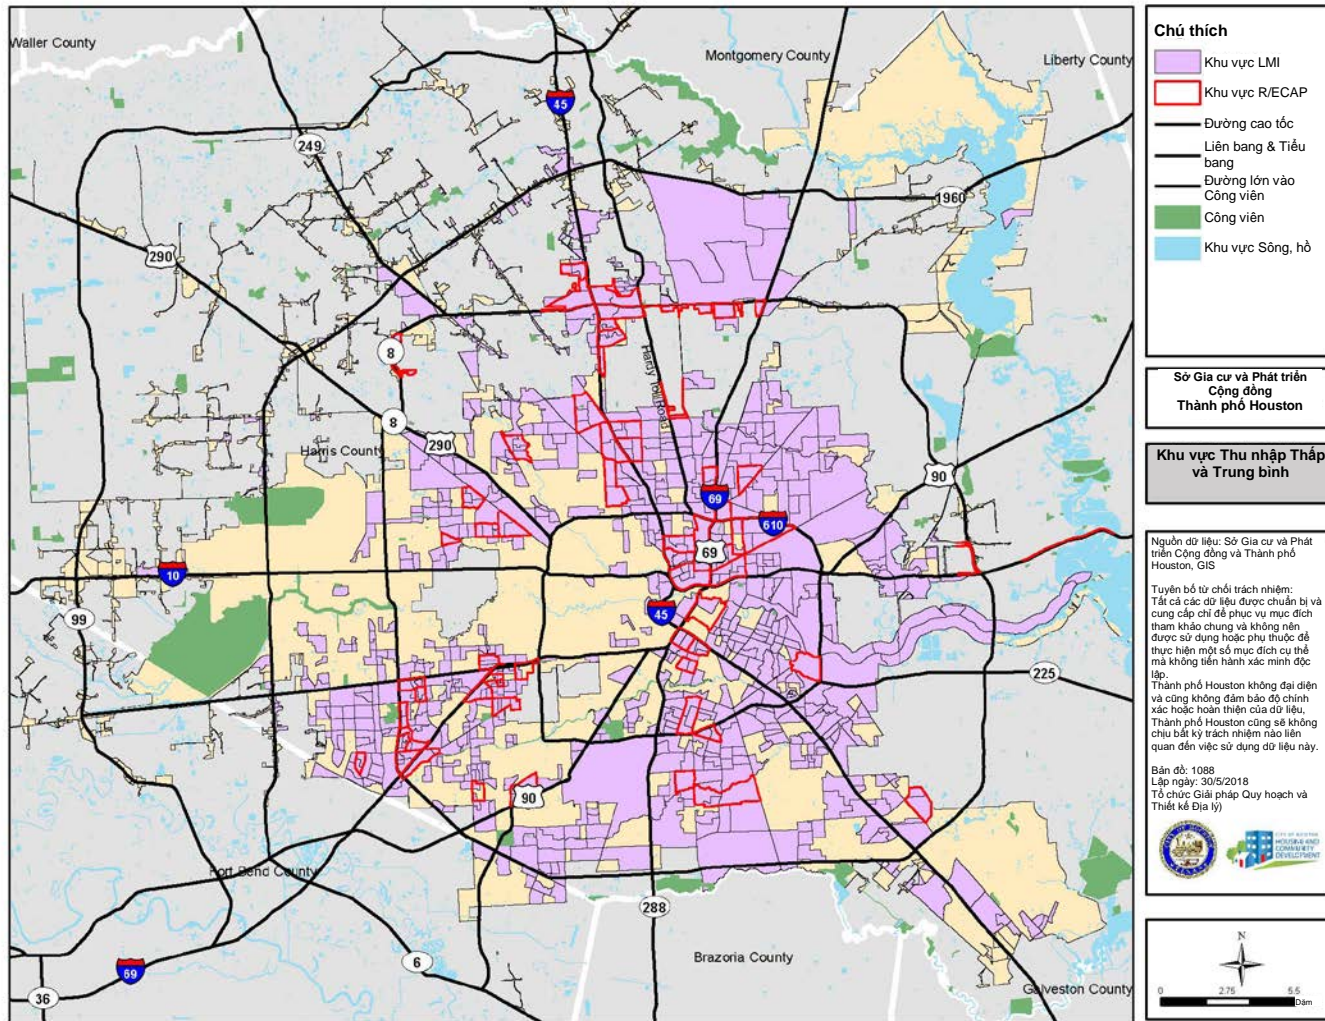 Waller County
Montgomery County
Liberty County
45
249
1960
290
8
Hardy Toll Road
8
290
Harris County
90
69
610
69
10
45
99
225
90
Fort Bend County
288
69
6
36
Brazoria County
Galveston County
Chú thích
Khu vực LMI
Khu vực R/ECAP
Đường cao tốc
Liên bang & Tiểu
bang
Đường lớn vào
Công viên
Công viên
Khu vực Sông, hồ
Sở Gia cư và Phát triển
Cộng đồng
Thành phố Houston
Khu vực Thu nhập Thấp
và Trung bình
Nguồn dữ liệu: Sở Gia cư và Phát
triển Cộng đồng và Thành phố
Houston, GIS
Tuyên bố từ chối trách nhiệm:
Tất cả các dữ liệu được chuẩn bị và
cung cấp chỉ để phục vụ mục đích
tham khảo chung và không nên
được sử dụng hoặc phụ thuộc để
thực hiện một số mục đích cụ thể
mà không tiến hành xác minh độc
lập.
Thành phố Houston không đại diện
và cũng không đảm bảo độ chính
xác hoặc hoàn thiện của dữ liệu,
Thành phố Houston cũng sẽ không
chịu bất kỳ trách nhiệm nào liên
quan đến việc sử dụng dữ liệu này.
Bản đồ: 1088
Lập ngày: 30/5/2018
Tổ chức Giải pháp Quy hoạch và
Thiết kế Địa lý)
CITY OF HOUSTON
HOUSING AND
COMMUNITY
DEVELOPMENT
N
0 2.75 5.5
Dặm